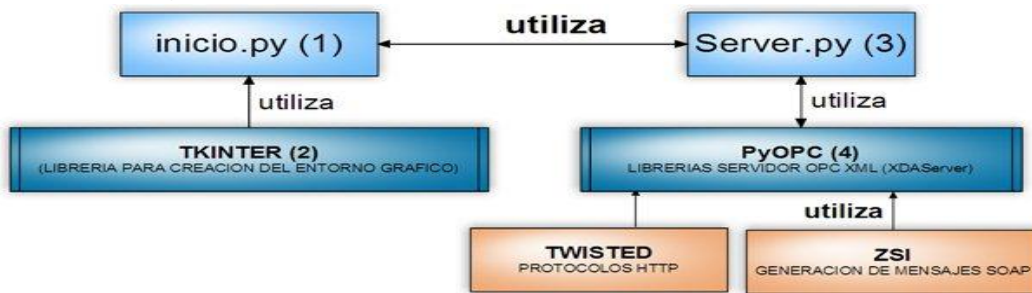 utiliza
inicio.py (1)
Server.py (3)
utiliza
utiliza
TKINTER (2)
(LIBRERIA PARA CREACION DEL ENTORNO GRAFICO)
PyOPC (4)
LIBRERIAS SERVIDOR OPC XML (XDAServer)
utiliza
TWISTED
PROTOCOLOS HTTP
ZSI
GENERACION DE MENSAJES SOAP